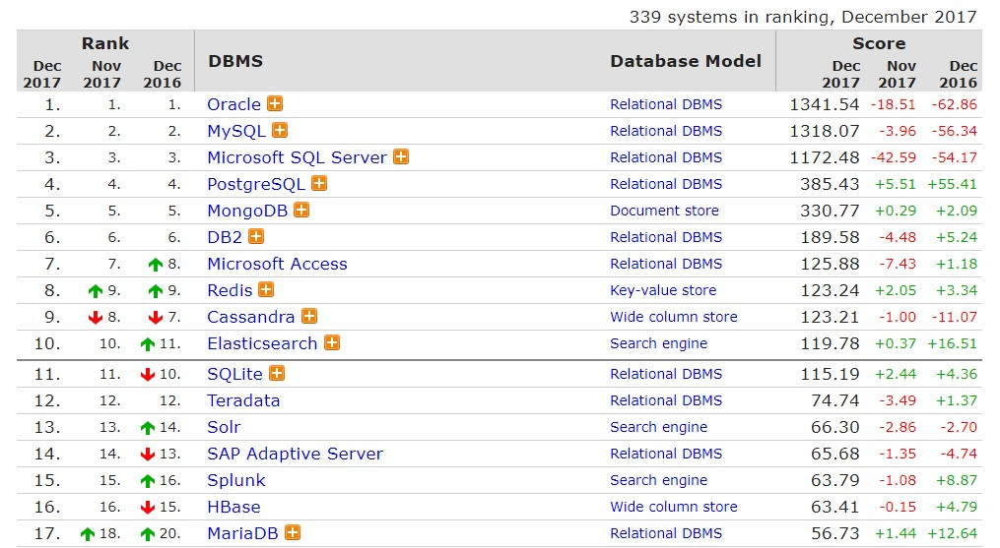 339 systems in ranking, December 2017
Rank DBMS Database Model Score
Dec 2017 Nov 2017 Dec 2016 Dec 2017 Nov 2017 Dec 2016
1. 1. 1. Oracle Relational DBMS 1341.54 -18.51 -62.86
2. 2. 2. MySQL Relational DBMS 1318.07 -3.96 -56.34
3. 3. 3. Microsoft SQL Server Relational DBMS 1172.48 -42.59 -54.17
4. 4. 4. PostgreSQL Relational DBMS 385.43 +5.51 +55.41
5. 5. 5. MongoDB Document store 330.77 +0.29 +2.09
6. 6. 6. DB2 Relational DBMS 189.58 -4.48 +5.24
7. 7. 8. Microsoft Access Relational DBMS 125.88 -7.43 +1.18
8. 9. 9. Redis Key-value store 123.24 +2.05 +3.34
9. 8. 7. Cassandra Wide column store 123.21 -1.00 -11.07
10. 10. 11. Elasticsearch Search engine 119.78 +0.37 +16.51
11. 11. 10. SQLite Relational DBMS 115.19 +2.44 +4.36
12. 12. 12. Teradata Relational DBMS 74.74 -3.49 +1.37
13. 13. 14. Solr Search engine 66.30 -2.86 -2.70
14. 14. 13. SAP Adaptive Server Relational DBMS 65.68 -1.35 -4.74
15. 15. 16. Splunk Search engine 63.79 -1.08 +8.87
16. 16. 15. HBase Wide column store 63.41 -0.15 +4.79
17. 18. 20. MariaDB Relational DBMS 56.73 +1.44 +12.64